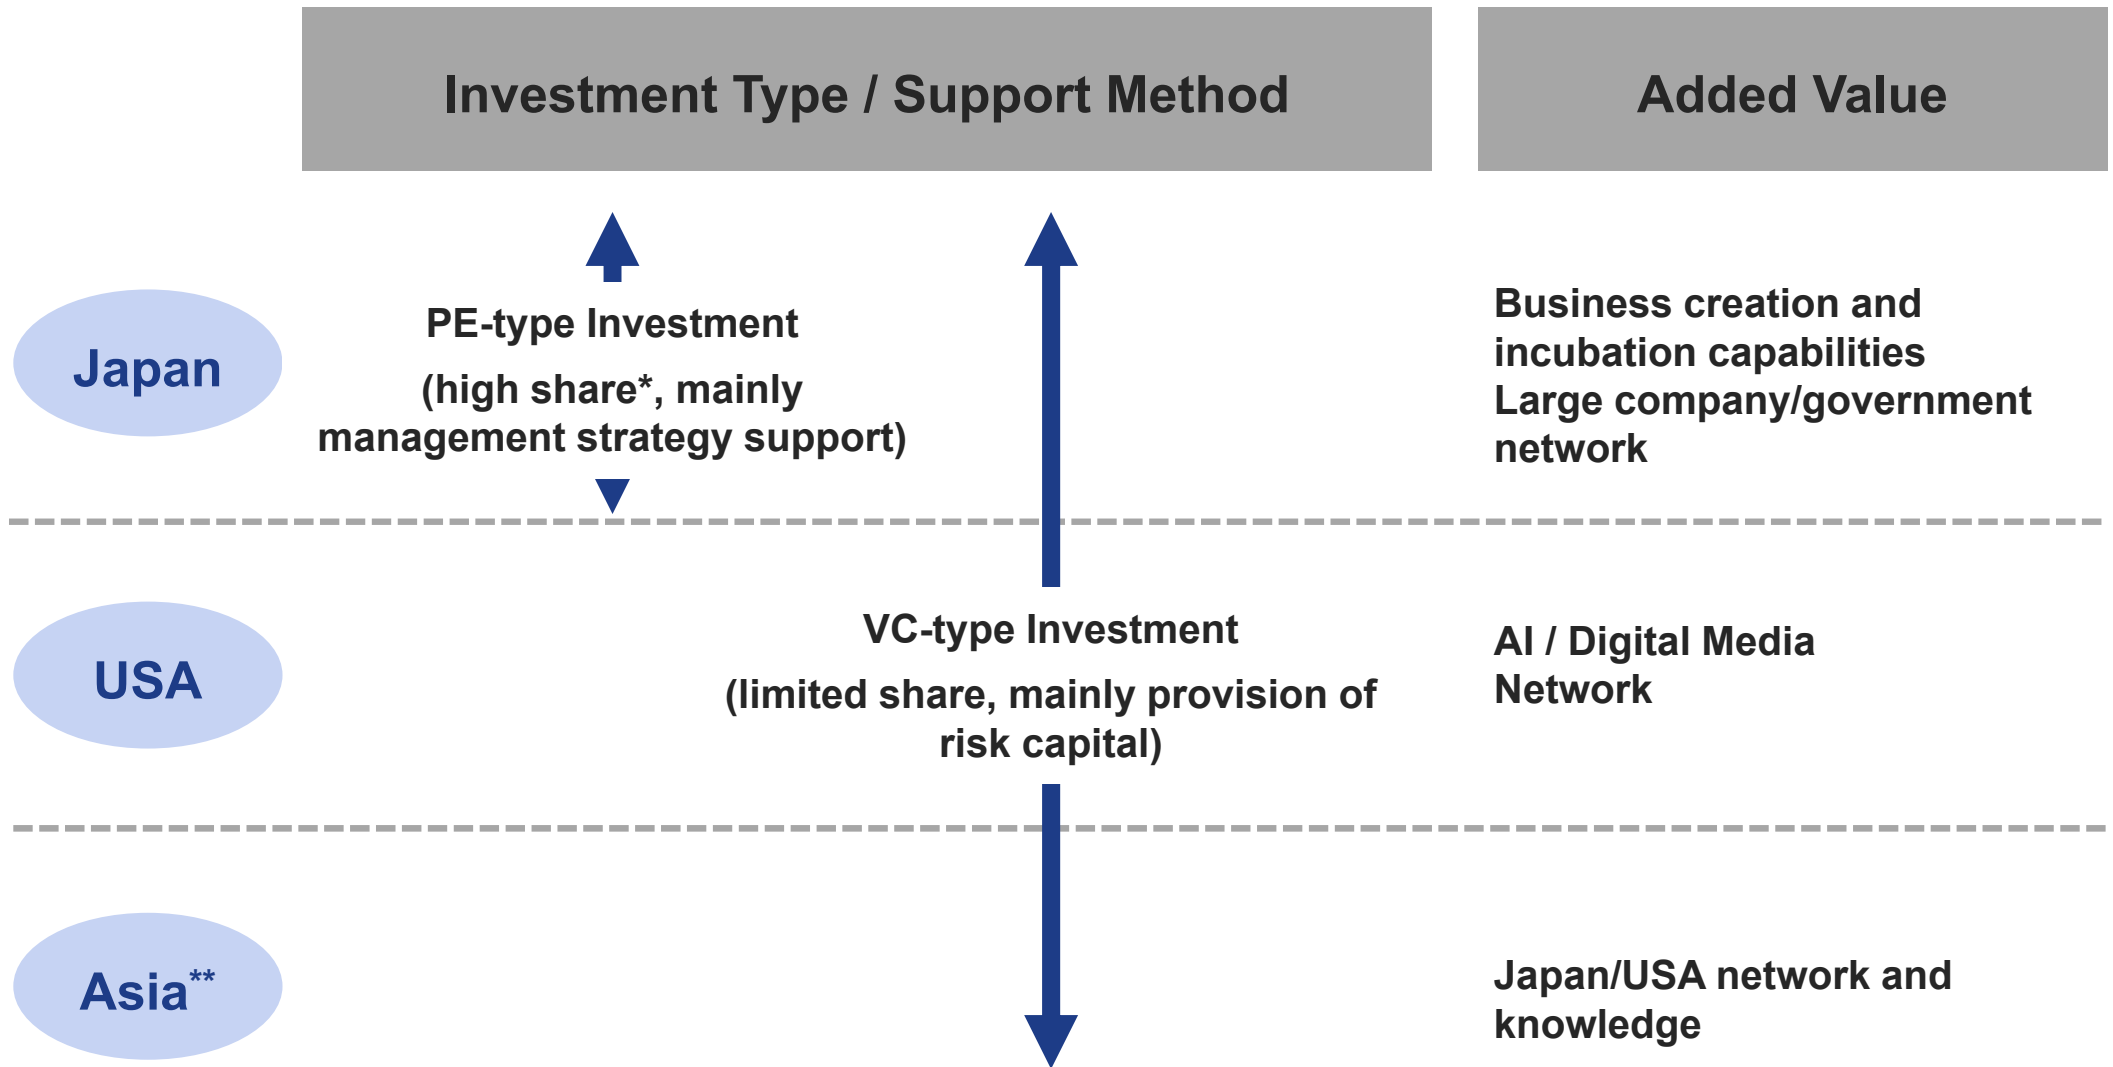 Investment Type / Support Method
Added Value
Japan
PE-type Investment
(high share*, mainly
management strategy support)
Business creation and
incubation capabilities
Large company/government
network
USA
VC-type Investment
(limited share, mainly provision of
risk capital)
AI / Digital Media
Network
Asia**
Japan/USA network and
knowledge